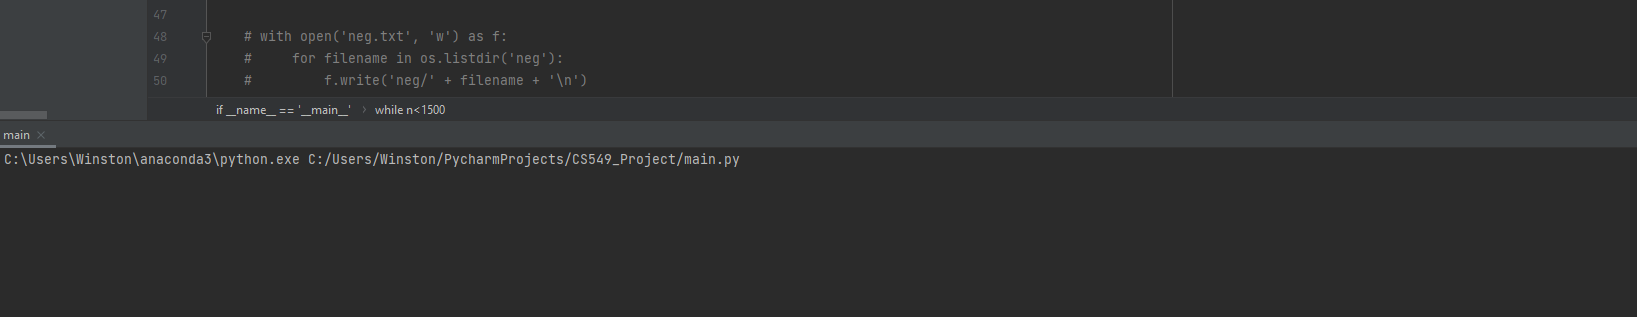 47
48 # with open('neg.txt', 'w') as f:
49 #     for filename in os.listdir('neg'):
50 #         f.write('neg/' + filename + '\n')
if __name__ == '__main__' › while n<1500
main ×
C:\Users\Winston\anaconda3\python.exe C:/Users/Winston/PycharmProjects/CS549_Project/main.py